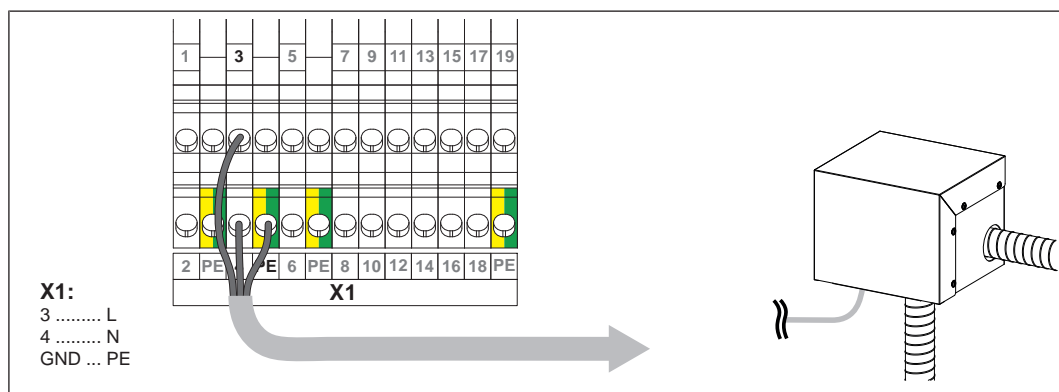 1 3 5 7 9 11 13 15 17 19
2 PE PE 6 PE 8 10 12 14 16 18 PE
X1
X1:
3 ......... L
4 ......... N
GND ... PE